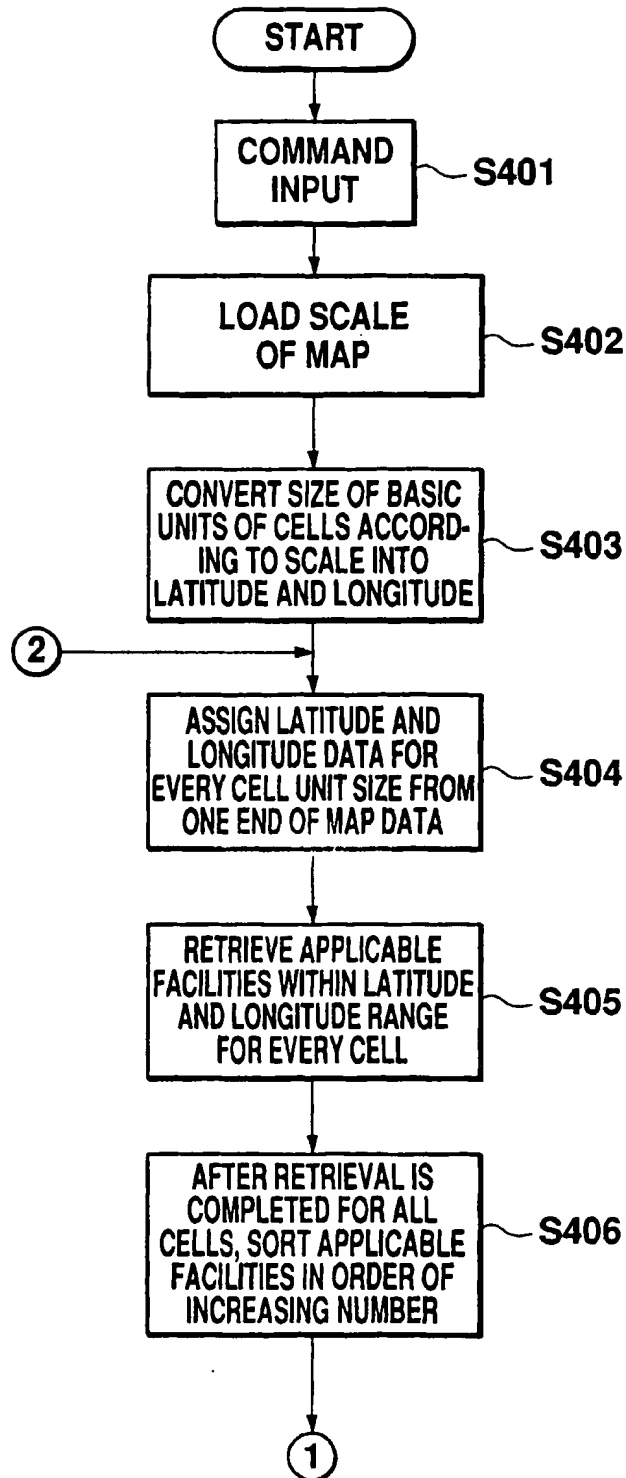 START
COMMAND
INPUT
S401
LOAD SCALE
OF MAP
S402
CONVERT SIZE OF BASIC
UNITS OF CELLS ACCORD-
ING TO SCALE INTO
LATITUDE AND LONGITUDE
S403
2
ASSIGN LATITUDE AND
LONGITUDE DATA FOR
EVERY CELL UNIT SIZE FROM
ONE END OF MAP DATA
S404
RETRIEVE APPLICABLE
FACILITIES WITHIN LATITUDE
AND LONGITUDE RANGE
FOR EVERY CELL
S405
AFTER RETRIEVAL IS
COMPLETED FOR ALL
CELLS, SORT APPLICABLE
FACILITIES IN ORDER OF
INCREASING NUMBER
S406
1